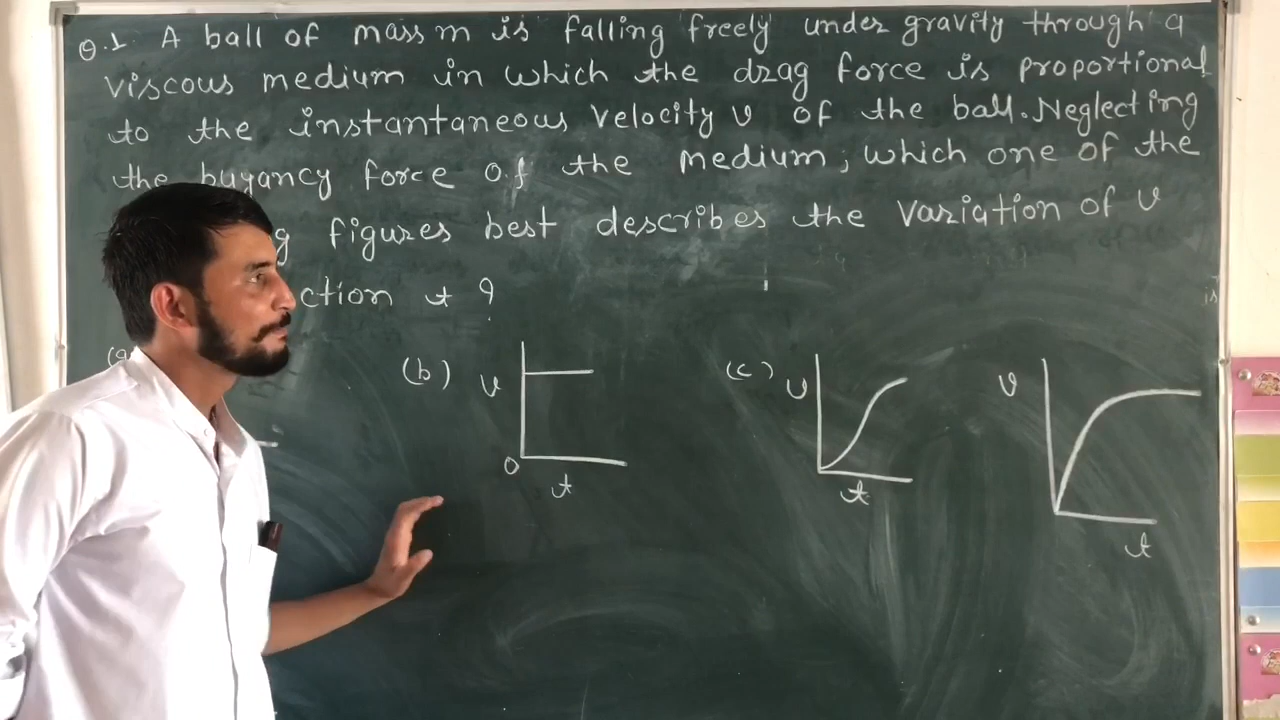 Q.1. A ball of mass m is falling freely under gravity through a
viscous medium in which the drag force is proportional
to the instantaneous velocity v of the ball. Neglecting
the buyancy force of the medium, which one of the
g figures best describes the variation of v
ction t ?
(a
(b) v
0
t
(c) v
t
v
t